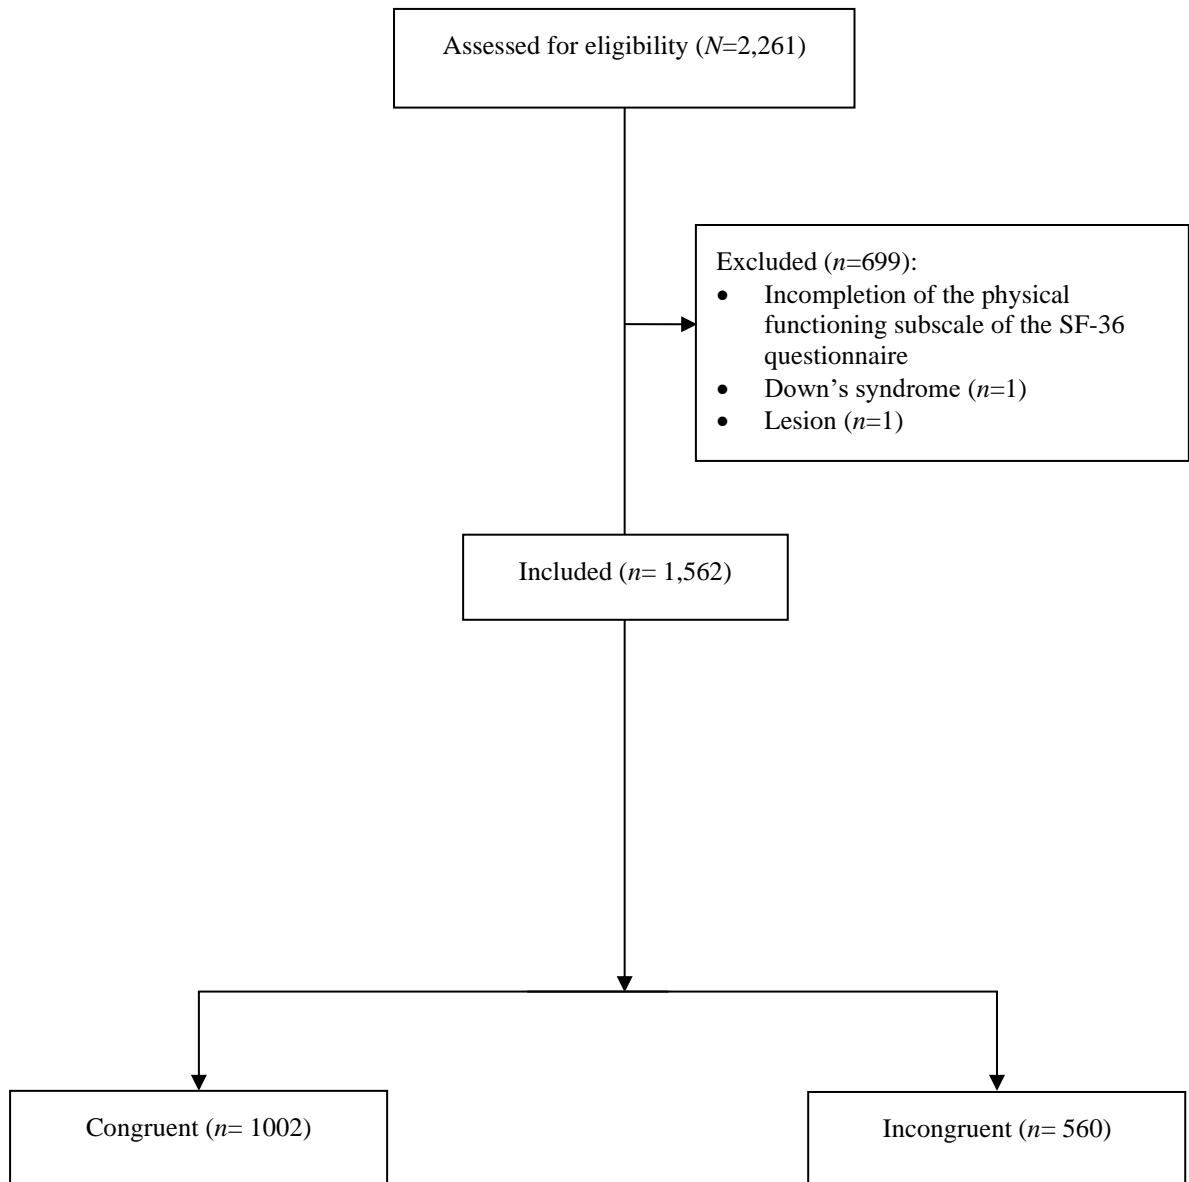 Assessed for eligibility (N=2,261)
Excluded (n=699):
• Incompletion of the physical
functioning subscale of the SF-36
questionnaire
• Down’s syndrome (n=1)
• Lesion (n=1)
Included (n= 1,562)
Congruent (n= 1002)
Incongruent (n= 560)